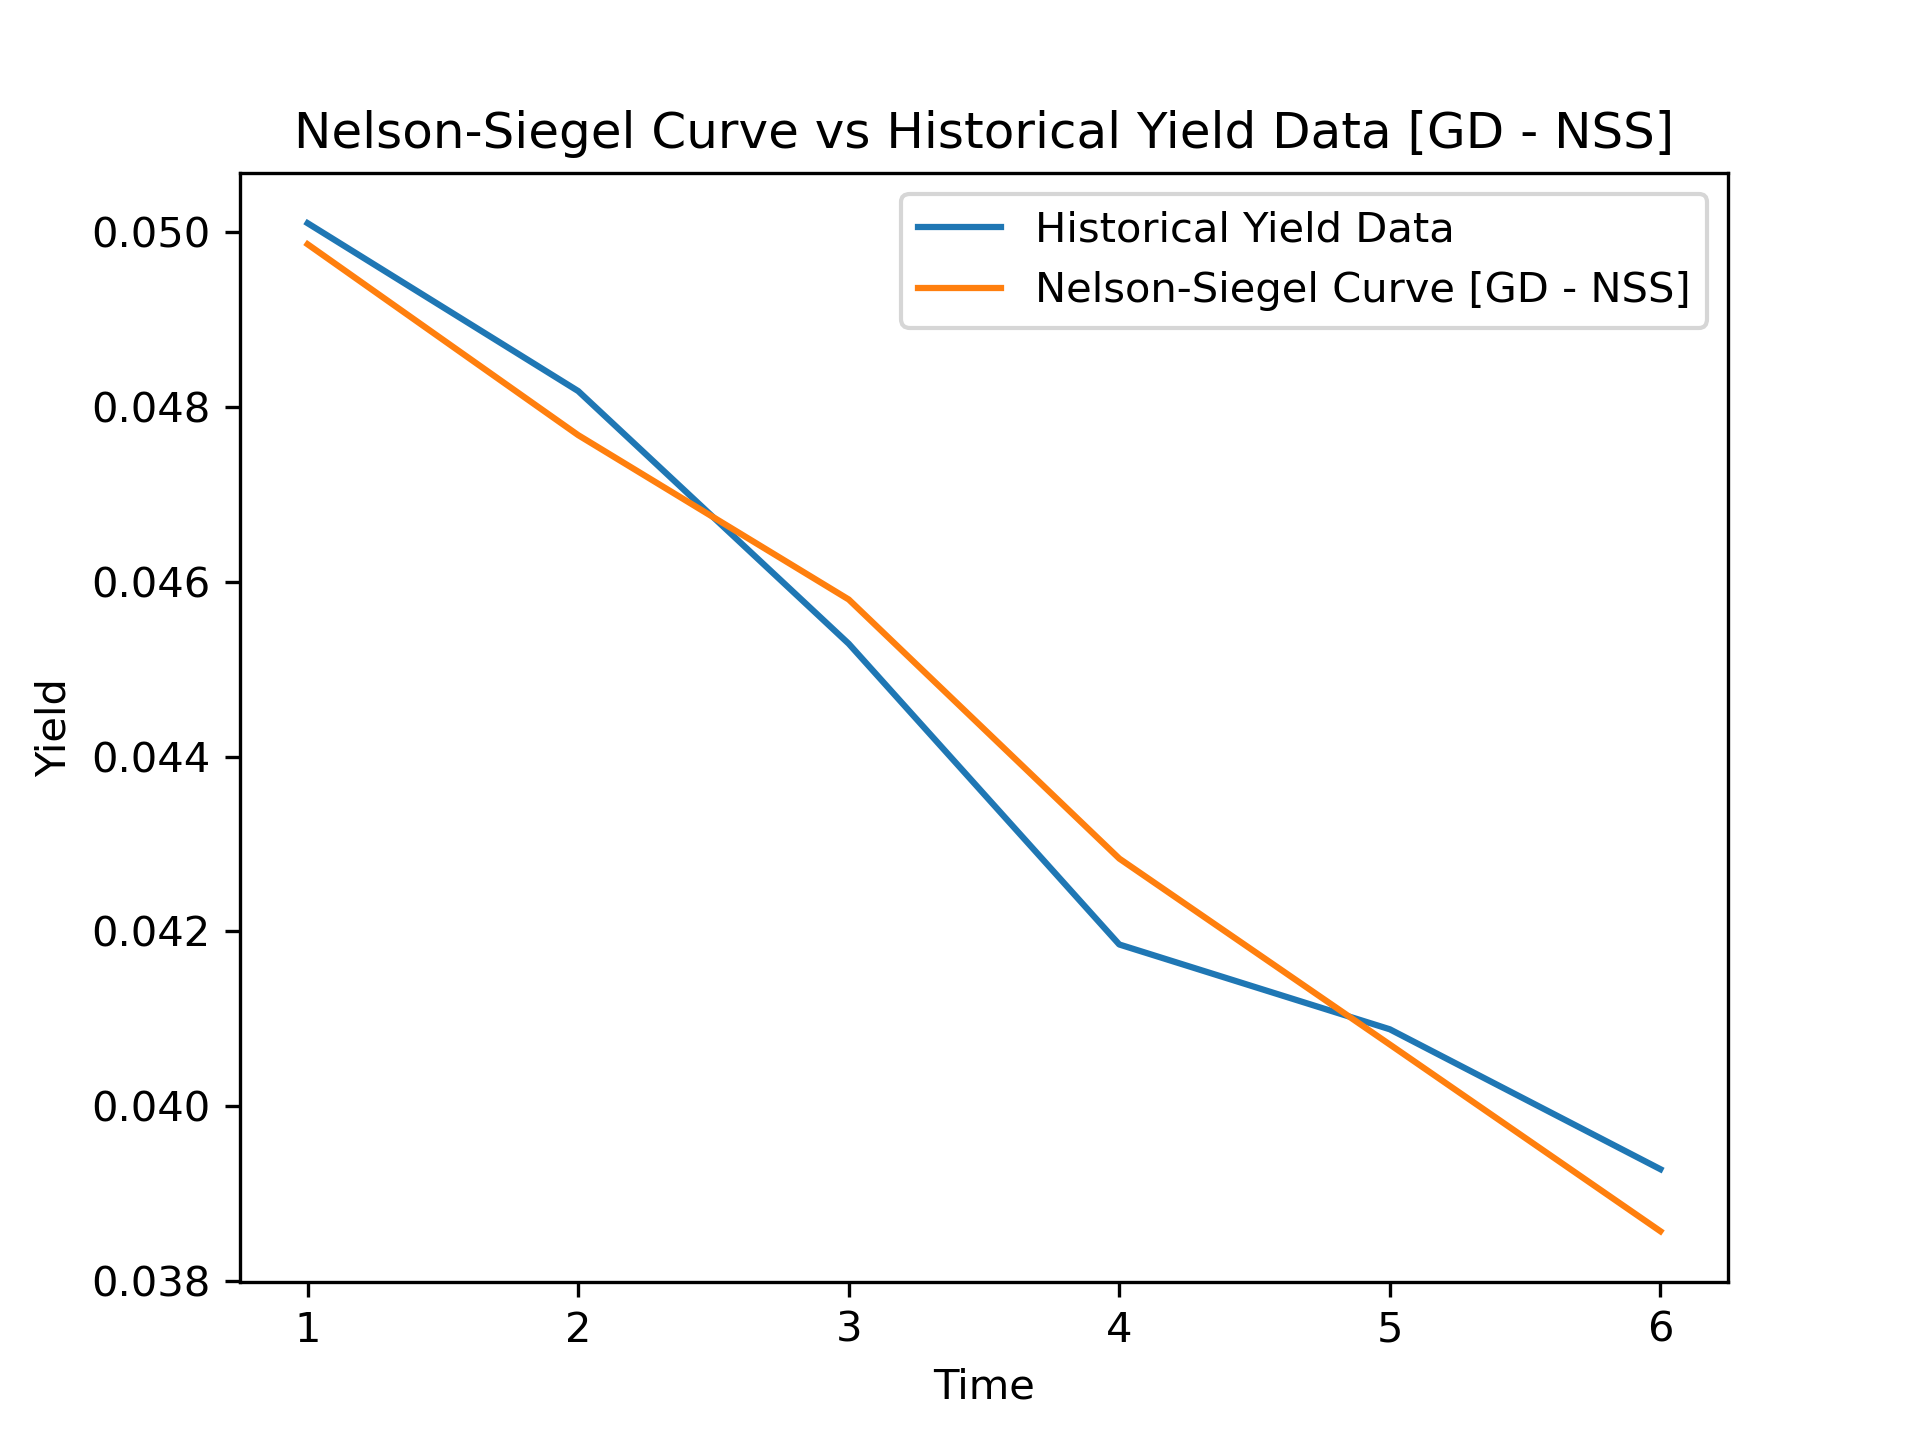 Nelson-Siegel Curve vs Historical Yield Data [GD - NSS]
Historical Yield Data
Nelson-Siegel Curve [GD - NSS]
Yield
0.050
0.048
0.046
0.044
0.042
0.040
0.038
1 2 3 4 5 6
Time